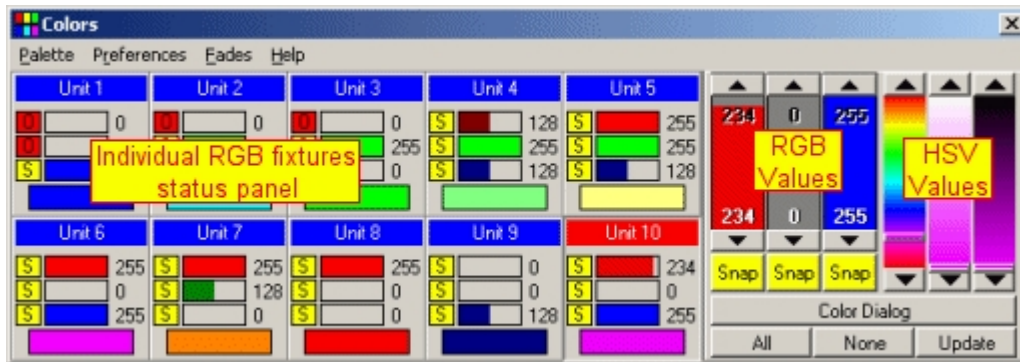 Colors
Palette Preferences Fades Help
Unit 1 Unit 2 Unit 3 Unit 4 Unit 5
O 0 O 0 O 0 S 128 S 255
O 255 S 255 S 255
S 0 S 128 S 128
Individual RGB fixtures
status panel
Unit 6 Unit 7 Unit 8 Unit 9 Unit 10
S 255 S 255 S 255 S 0 S 234
S 0 S 128 S 0 S 0 S 0
S 255 S 0 S 0 S 128 S 255
234 0 255
RGB
Values
HSV
Values
234 0 255
Snap Snap Snap
Color Dialog
All None Update